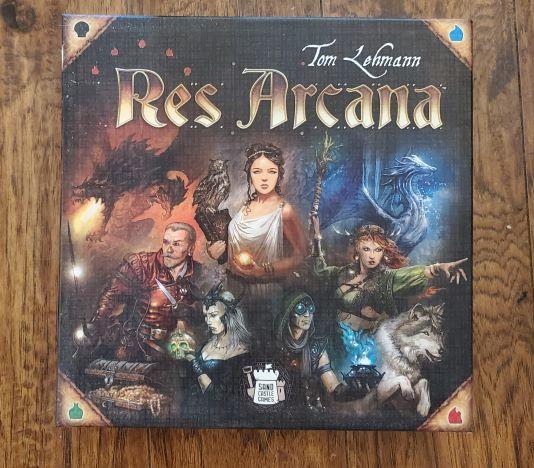 Tom Lehmann
Res Arcana
SAND
CASTLE
GAMES